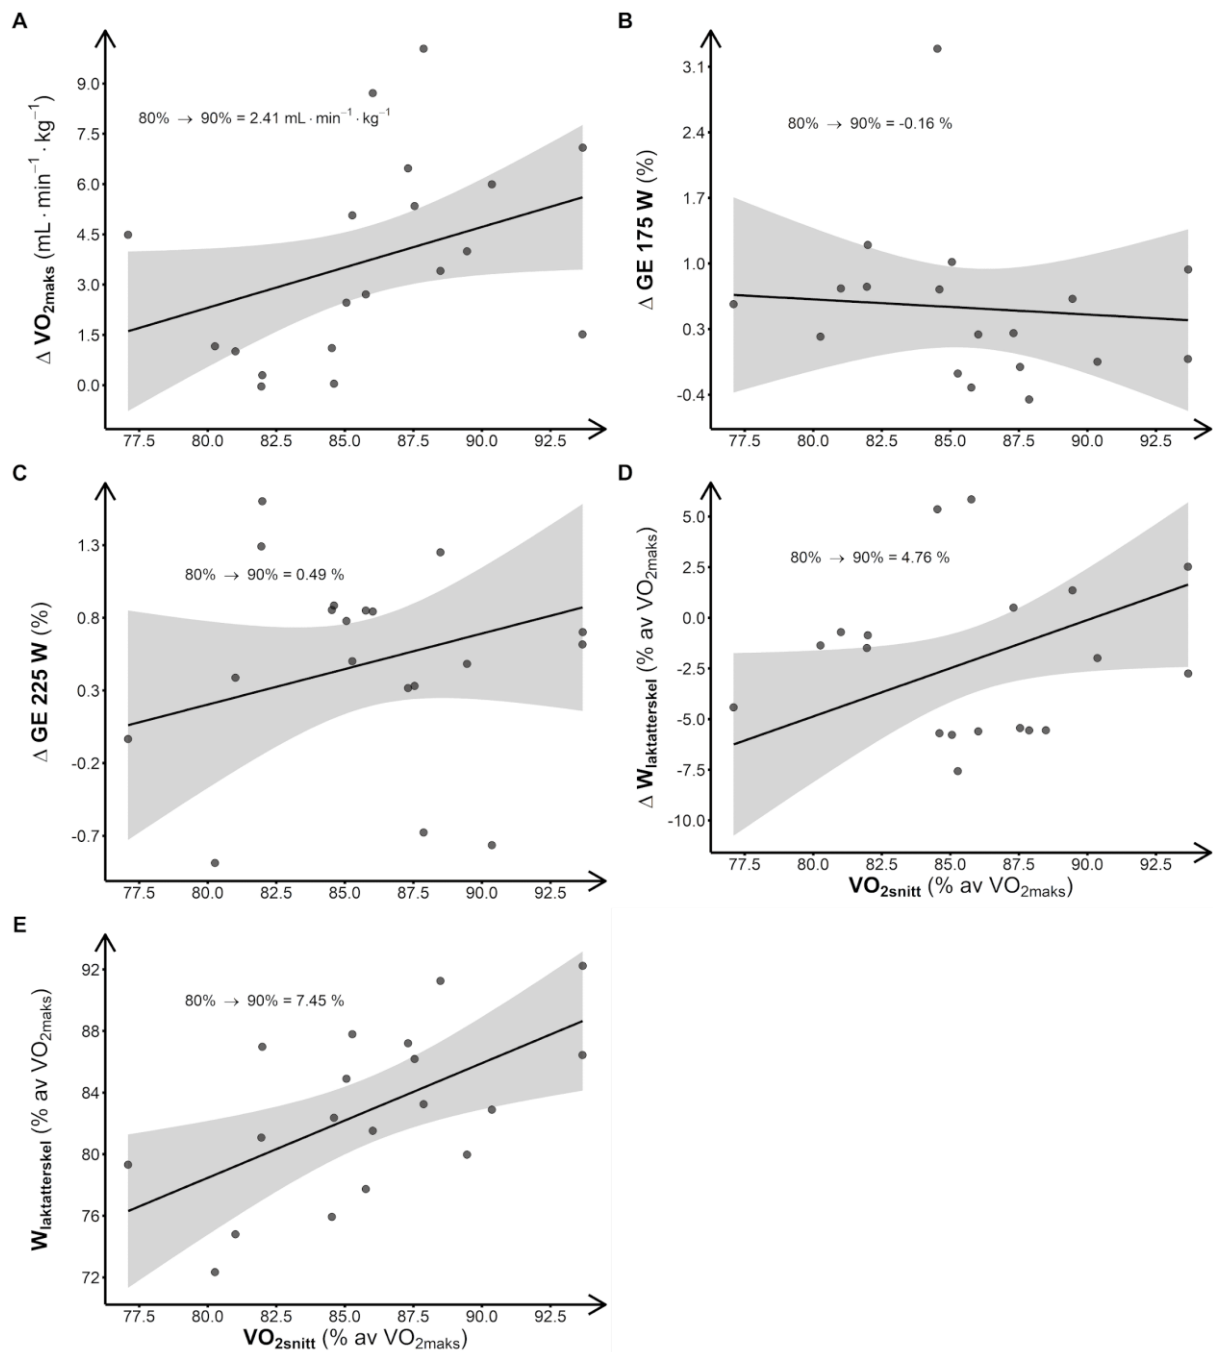 A
Δ VO2maks (mL · min⁻¹ · kg⁻¹)
9.0
7.5
6.0
4.5
3.0
1.5
0.0
80% → 90% = 2.41 mL · min⁻¹ · kg⁻¹
77.5 80.0 82.5 85.0 87.5 90.0 92.5
B
Δ GE 175 W (%)
3.1
2.4
1.7
1.0
0.3
-0.4
80% → 90% = -0.16 %
77.5 80.0 82.5 85.0 87.5 90.0 92.5
C
Δ GE 225 W (%)
1.3
0.8
0.3
-0.2
-0.7
80% → 90% = 0.49 %
77.5 80.0 82.5 85.0 87.5 90.0 92.5
D
Δ Wlaktatterskel (% av VO2maks)
5.0
2.5
0.0
-2.5
-5.0
-7.5
-10.0
80% → 90% = 4.76 %
77.5 80.0 82.5 85.0 87.5 90.0 92.5
VO2snitt (% av VO2maks)
E
Wlaktatterskel (% av VO2maks)
92
88
84
80
76
72
80% → 90% = 7.45 %
77.5 80.0 82.5 85.0 87.5 90.0 92.5
VO2snitt (% av VO2maks)